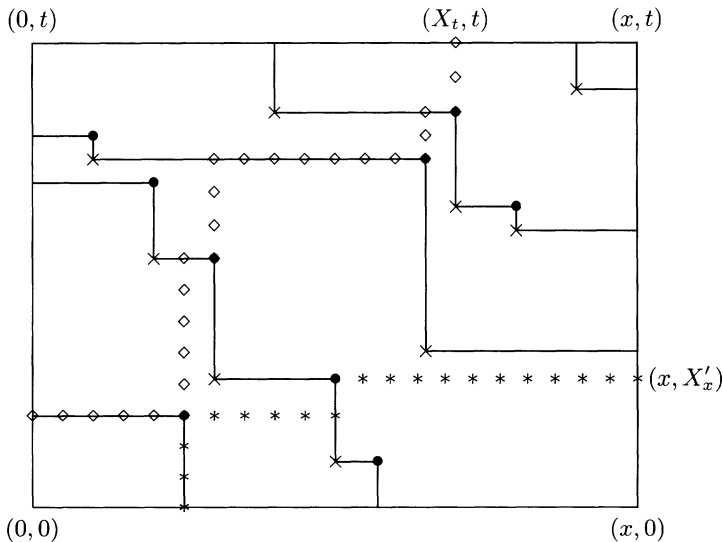 (0, t) (X_t, t) (x, t)
(x, X'_x)
(0, 0) (x, 0)